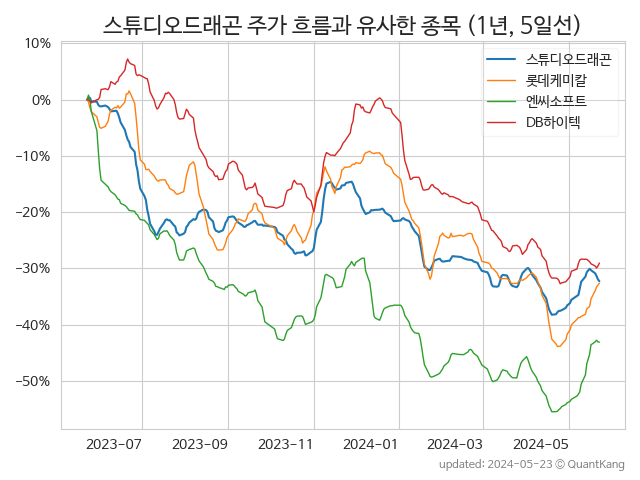 스튜디오드래곤 주가 흐름과 유사한 종목 (1년, 5일선)
스튜디오드래곤
롯데케미칼
엔씨소프트
DB하이텍
10%
0%
−10%
−20%
−30%
−40%
−50%
2023-07
2023-09
2023-11
2024-01
2024-03
2024-05
updated: 2024-05-23 © QuantKang